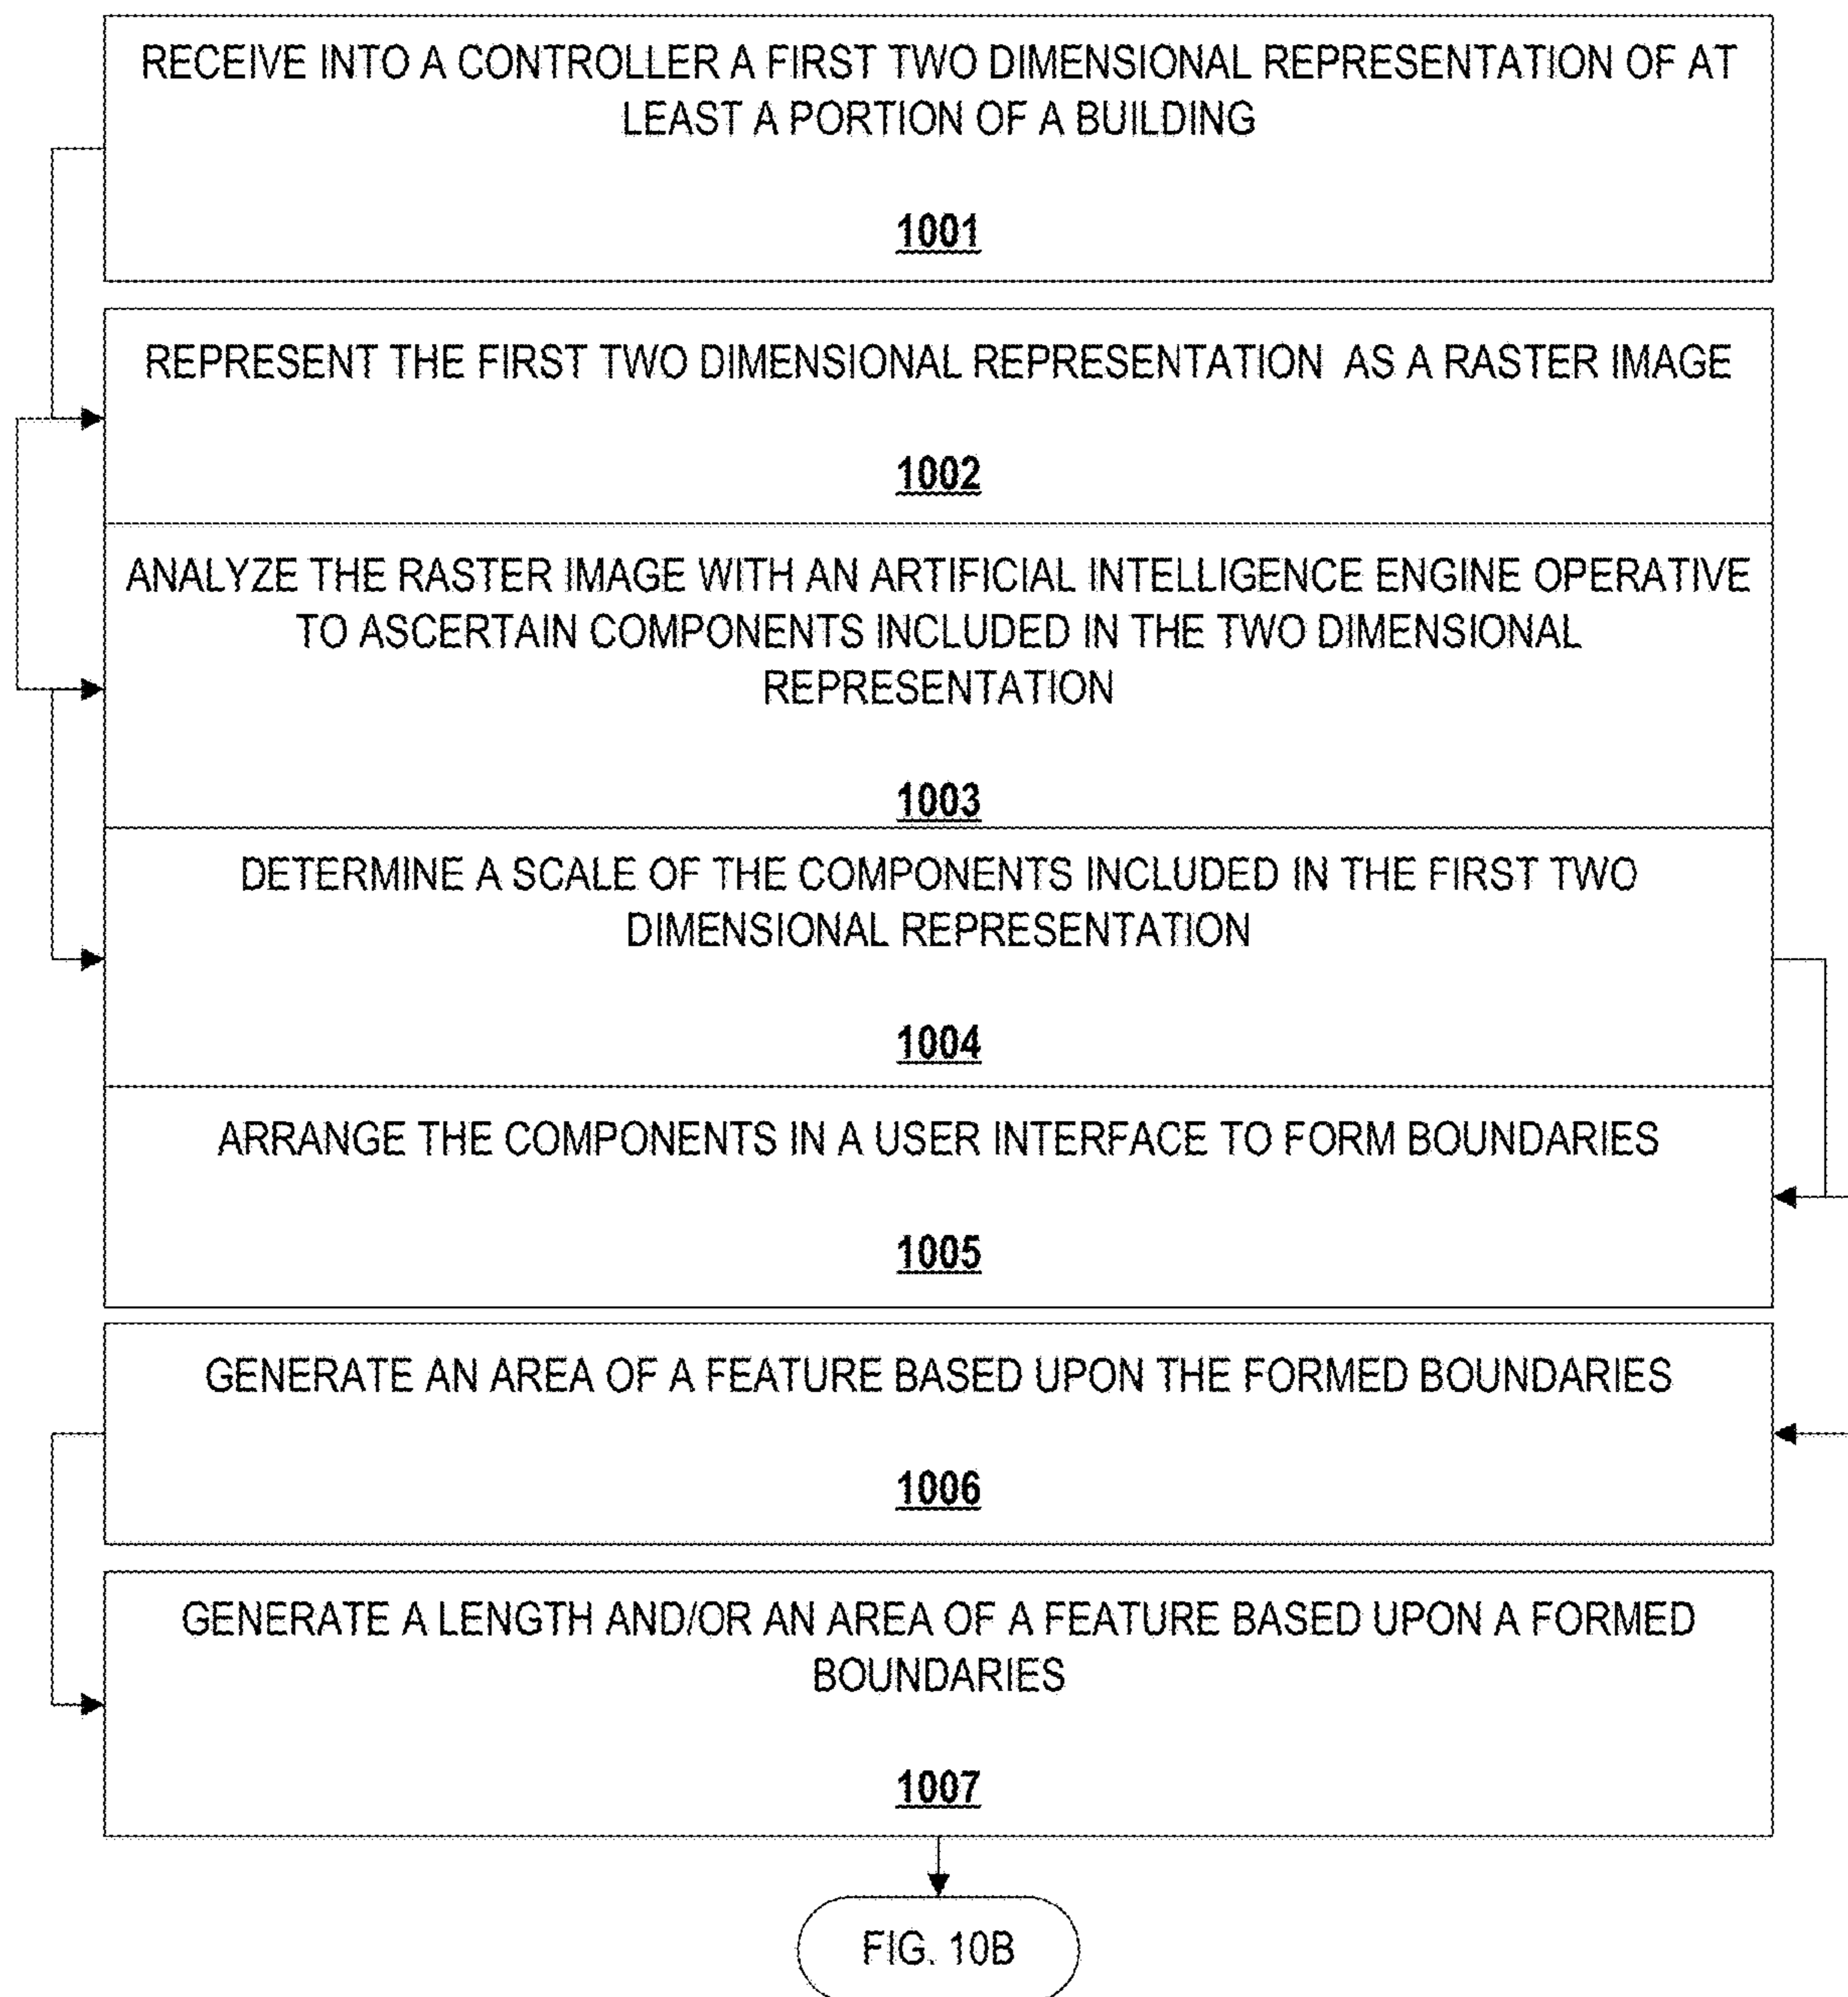 RECEIVE INTO A CONTROLLER A FIRST TWO DIMENSIONAL REPRESENTATION OF AT
LEAST A PORTION OF A BUILDING
1001
REPRESENT THE FIRST TWO DIMENSIONAL REPRESENTATION AS A RASTER IMAGE
1002
ANALYZE THE RASTER IMAGE WITH AN ARTIFICIAL INTELLIGENCE ENGINE OPERATIVE
TO ASCERTAIN COMPONENTS INCLUDED IN THE TWO DIMENSIONAL
REPRESENTATION
1003
DETERMINE A SCALE OF THE COMPONENTS INCLUDED IN THE FIRST TWO
DIMENSIONAL REPRESENTATION
1004
ARRANGE THE COMPONENTS IN A USER INTERFACE TO FORM BOUNDARIES
1005
GENERATE AN AREA OF A FEATURE BASED UPON THE FORMED BOUNDARIES
1006
GENERATE A LENGTH AND/OR AN AREA OF A FEATURE BASED UPON A FORMED
BOUNDARIES
1007
FIG. 10B